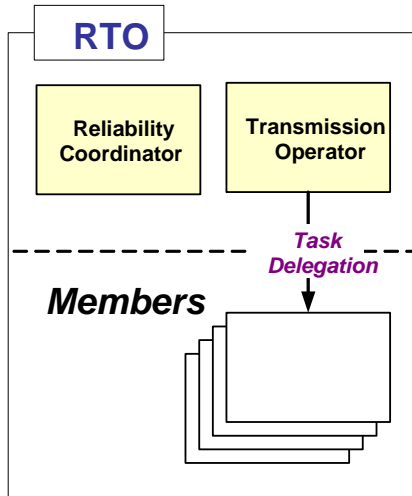 RTO
Reliability
Coordinator
Transmission
Operator
Task
Delegation
Members